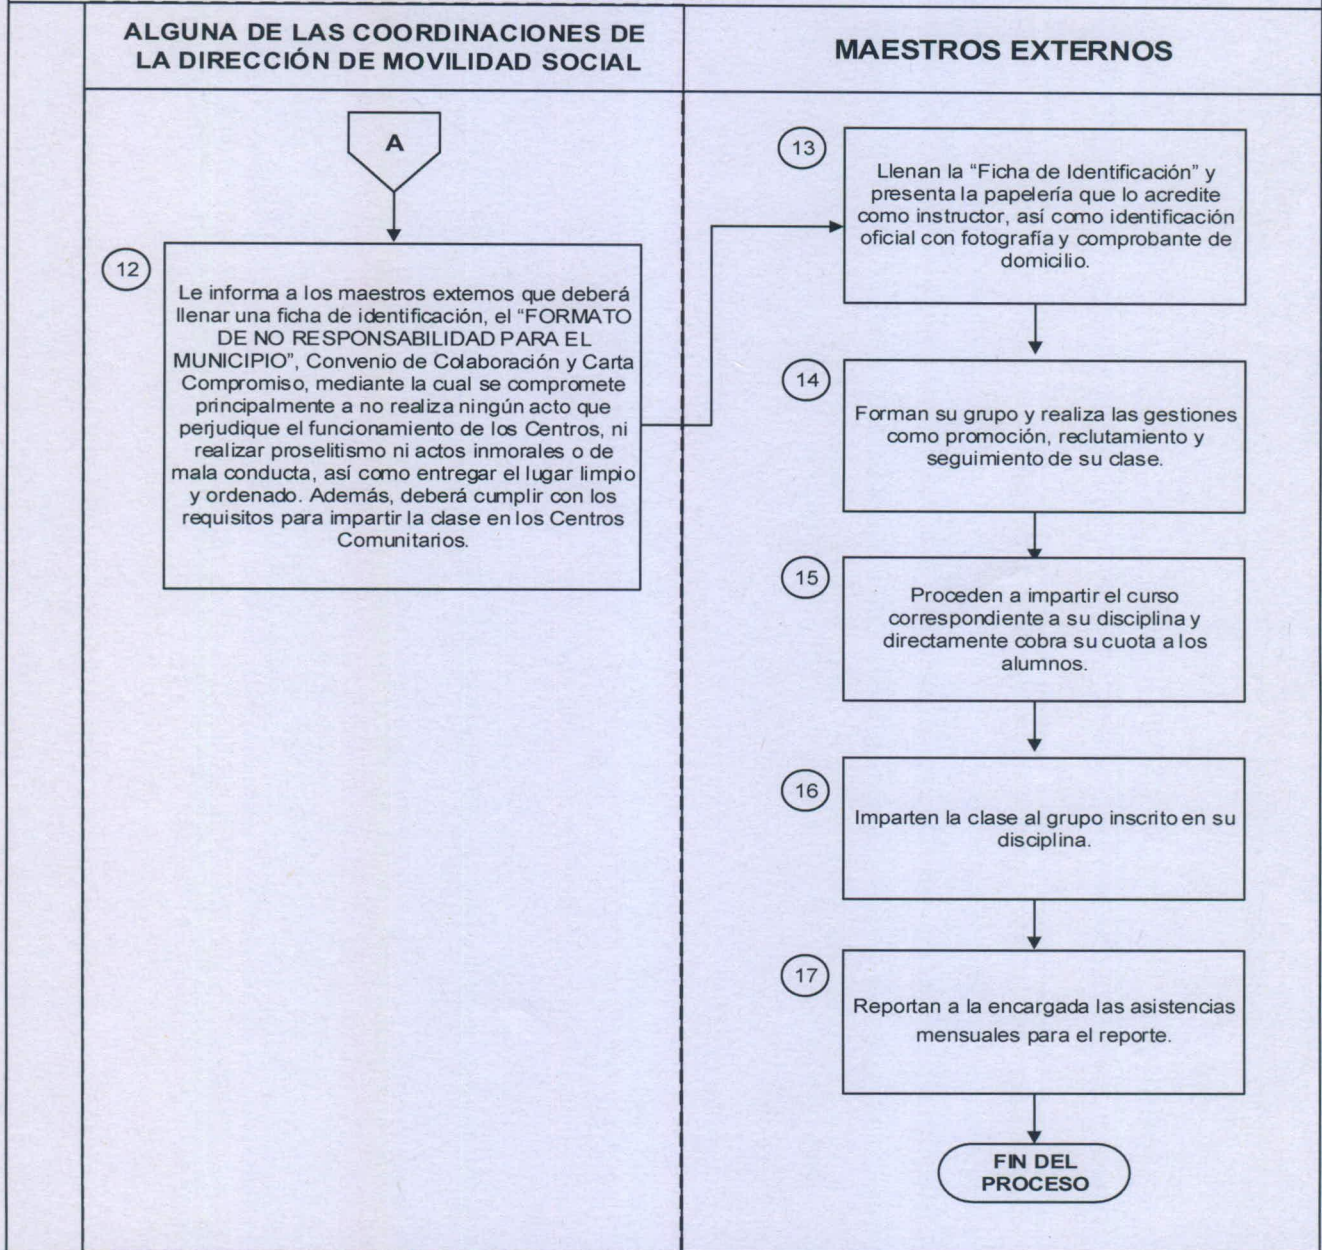 ALGUNA DE LAS COORDINACIONES DE
LA DIRECCIÓN DE MOVILIDAD SOCIAL
MAESTROS EXTERNOS
A
12
Le informa a los maestros externos que deberá
llenar una ficha de identificación, el “FORMATO
DE NO RESPONSABILIDAD PARA EL
MUNICIPIO”, Convenio de Colaboración y Carta
Compromiso, mediante la cual se compromete
principalmente a no realiza ningún acto que
perjudique el funcionamiento de los Centros, ni
realizar proselitismo ni actos inmorales o de
mala conducta, así como entregar el lugar limpio
y ordenado. Además, deberá cumplir con los
requisitos para impartir la clase en los Centros
Comunitarios.
13
Llenan la “Ficha de Identificación” y
presenta la papelería que lo acredite
como instructor, así como identificación
oficial con fotografía y comprobante de
domicilio.
14
Forman su grupo y realiza las gestiones
como promoción, reclutamiento y
seguimiento de su clase.
15
Proceden a impartir el curso
correspondiente a su disciplina y
directamente cobra su cuota a los
alumnos.
16
Imparten la clase al grupo inscrito en su
disciplina.
17
Reportan a la encargada las asistencias
mensuales para el reporte.
FIN DEL
PROCESO